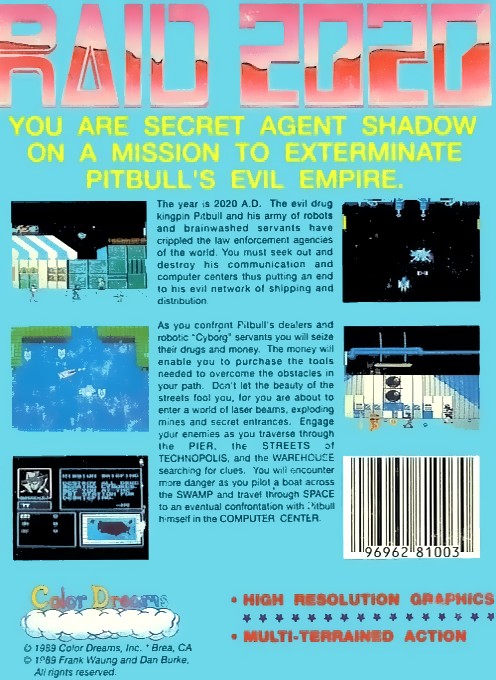 RAID 2020
YOU ARE SECRET AGENT SHADOW
ON A MISSION TO EXTERMINATE
PITBULL'S EVIL EMPIRE.
The year is 2020 A.D. The evil drug
kingpin Pitbull and his army of robots
and brainwashed servants have
crippled the law enforcement agencies
of the world. You must seek out and
destroy his communication and
computer centers thus putting an end
to his evil network of shipping and
distribution.
As you confront Pitbull's dealers and
robotic "Cyborg" servants you will seize
their drugs and money. The money will
enable you to purchase the tools
needed to overcome the obstacles in
your path. Don't let the beauty of the
streets fool you, for you are about to
enter a world of laser beams, exploding
mines and secret entrances. Engage
your enemies as you traverse through
the PIER, the STREETS of
TECHNOPOLIS, and the WAREHOUSE
searching for clues. You will encounter
more danger as you pilot a boat across
the SWAMP and travel through SPACE
to an eventual confrontation with Pitbull
himself in the COMPUTER CENTER.
96962 81003
Color Dreams
© 1989 Color Dreams, Inc. * Brea, CA
© 1989 Frank Waung and Dan Burke,
All rights reserved.
• HIGH RESOLUTION GRAPHICS
• MULTI-TERRAINED ACTION